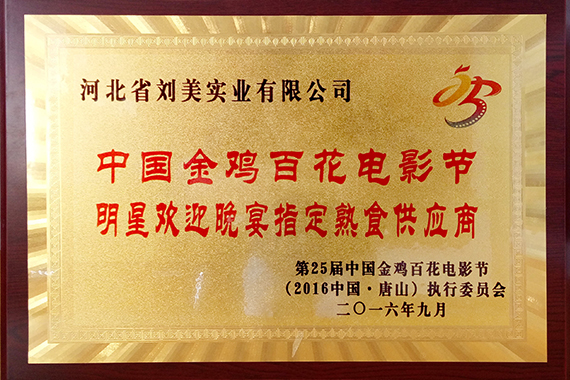 河北省刘美实业有限公司
中国金鸡百花电影节
明星欢迎晚宴指定熟食供应商
第25届中国金鸡百花电影节
（2016中国·唐山）执行委员会
二〇一六年九月